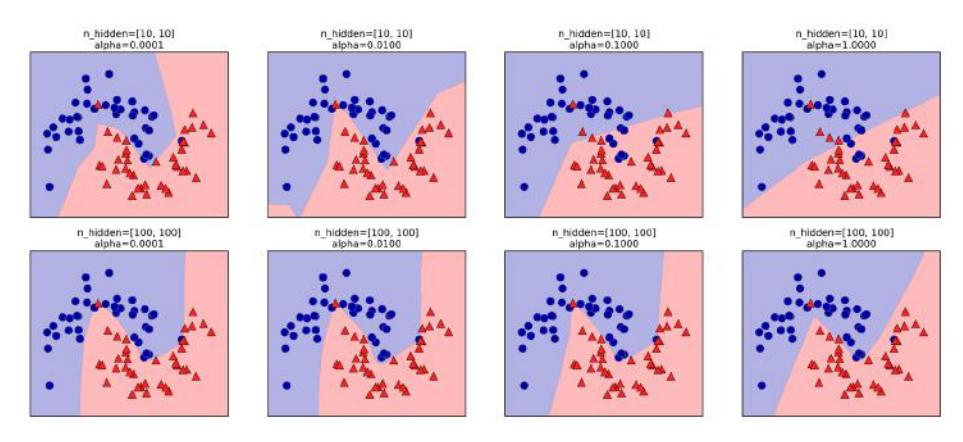 n_hidden=[10, 10]
alpha=0.0001
n_hidden=[10, 10]
alpha=0.0100
n_hidden=[10, 10]
alpha=0.1000
n_hidden=[10, 10]
alpha=1.0000
n_hidden=[100, 100]
alpha=0.0001
n_hidden=[100, 100]
alpha=0.0100
n_hidden=[100, 100]
alpha=0.1000
n_hidden=[100, 100]
alpha=1.0000